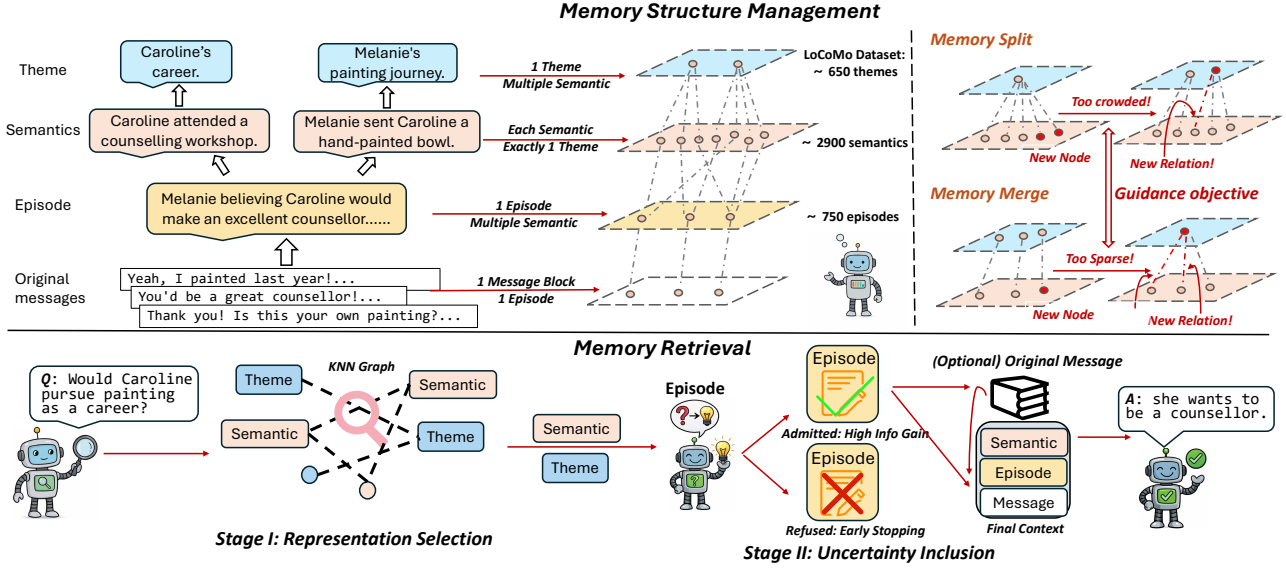 Memory Structure Management
Theme
Caroline's
career.
Melanie's
painting journey.
1 Theme
Multiple Semantic
LoCoMo Dataset:
~ 650 themes
Semantics
Caroline attended a
counselling workshop.
Melanie sent Caroline a
hand-painted bowl.
Each Semantic
Exactly 1 Theme
~ 2900 semantics
Episode
Melanie believing Caroline would
make an excellent counsellor......
1 Episode
Multiple Semantic
~ 750 episodes
Original
messages
Yeah, I painted last year!...
You'd be a great counsellor!...
Thank you! Is this your own painting?...
1 Message Block
1 Episode
Memory Split
Too crowded!
New Node
New Relation!
Memory Merge
Guidance objective
Too Sparse!
New Node
New Relation!
Memory Retrieval
Q: Would Caroline
pursue painting
as a career?
KNN Graph
Theme
Semantic
Semantic
Theme
Semantic
Theme
Episode
?
?
Episode
Admitted: High Info Gain
Episode
Refused: Early Stopping
(Optional) Original Message
Semantic
Episode
Message
Final Context
A: she wants to
be a counsellor.
Stage I: Representation Selection
Stage II: Uncertainty Inclusion